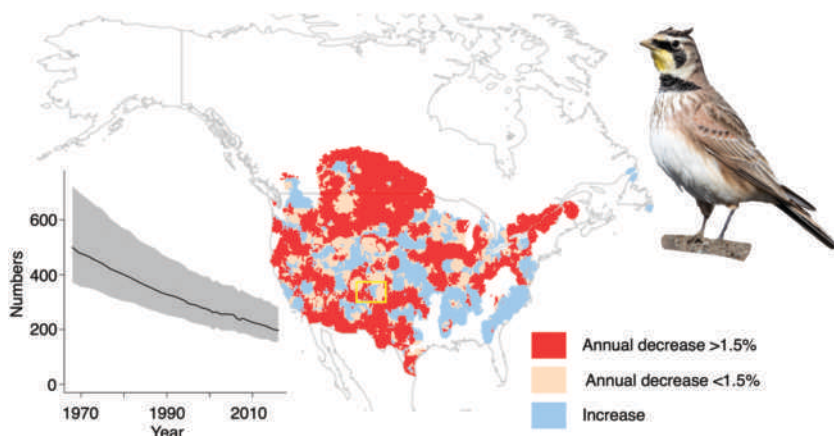 600
400
200
0
Numbers
1970
1990
2010
Year
Annual decrease >1.5%
Annual decrease <1.5%
Increase